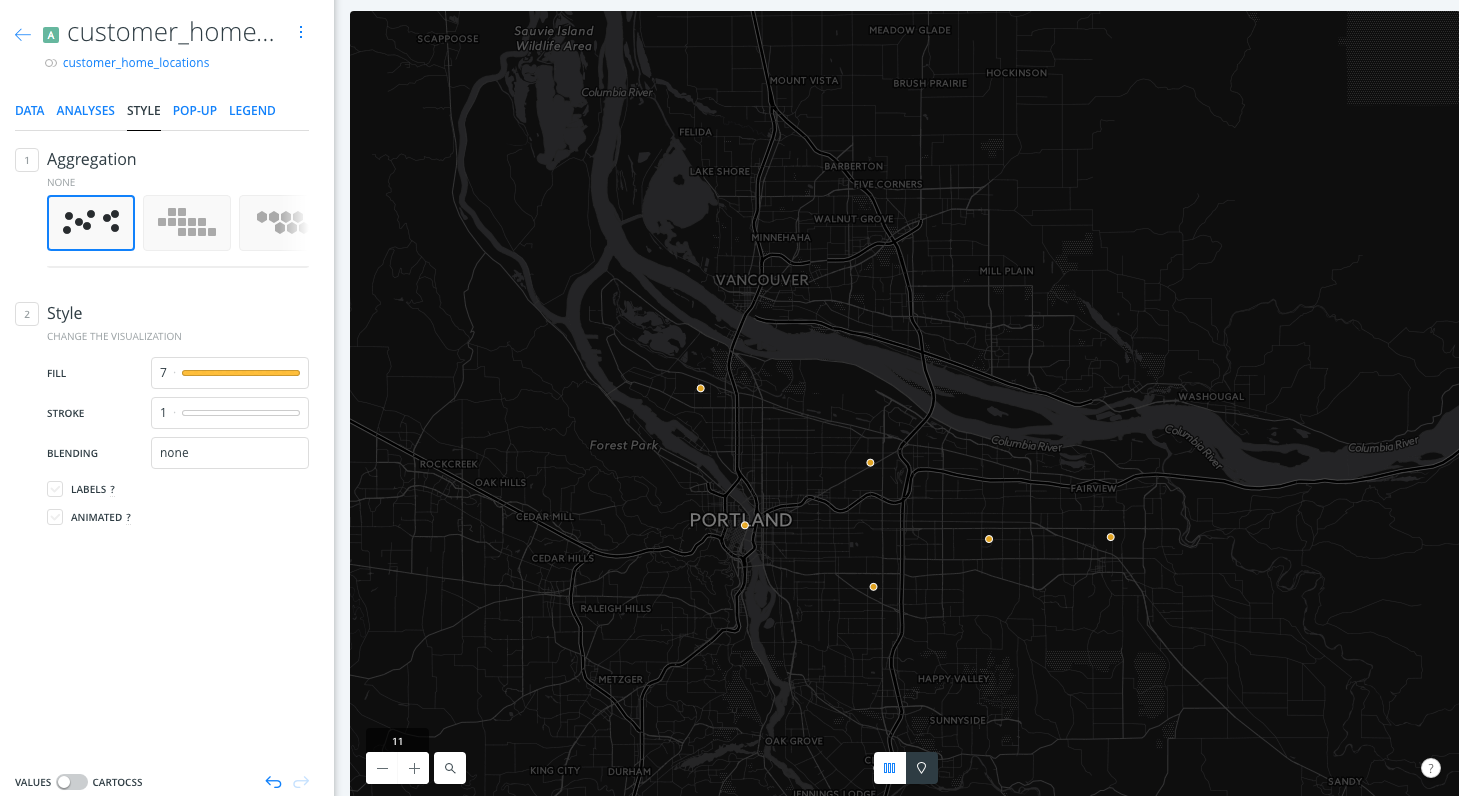 A customer_home...
customer_home_locations
DATA ANALYSES STYLE POP-UP LEGEND
1 Aggregation
NONE
2 Style
CHANGE THE VISUALIZATION
FILL 7
STROKE 1
BLENDING none
LABELS ?
ANIMATED ?
VALUES CARTOCSS
SCAPPOOSE
Sauvie Island
Wildlife Area
MEADOW GLADE
Columbia River
MOUNT VISTA
BRUSH PRAIRIE
HOCKINSON
FELIDA
LAKE SHORE
BARBERTON
FIVE CORNERS
WALNUT GROVE
MINNEHAHA
VANCOUVER
MILL PLAIN
WASHOUGAL
Forest Park
Columbia River
Columbia River
Columbia River
ROCKCREEK
OAK HILLS
FAIRVIEW
CEDAR MILL
PORTLAND
CEDAR HILLS
RALEIGH HILLS
METZGER
HAPPY VALLEY
SUNNYSIDE
OAK GROVE
11
KING CITY
DURHAM
SANDY
JENNINGS LODGE
?